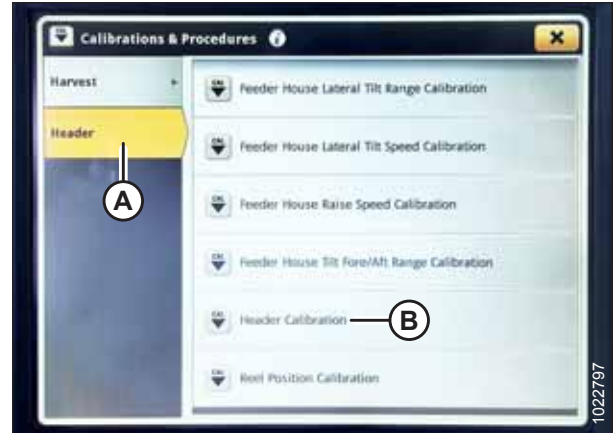 Calibrations & Procedures
Harvest
Header
A
Feeder House Lateral Tilt Range Calibration
Feeder House Lateral Tilt Speed Calibration
Feeder House Raise Speed Calibration
Feeder House Tilt Fore/Aft Range Calibration
Header Calibration
B
Reel Position Calibration
1022797